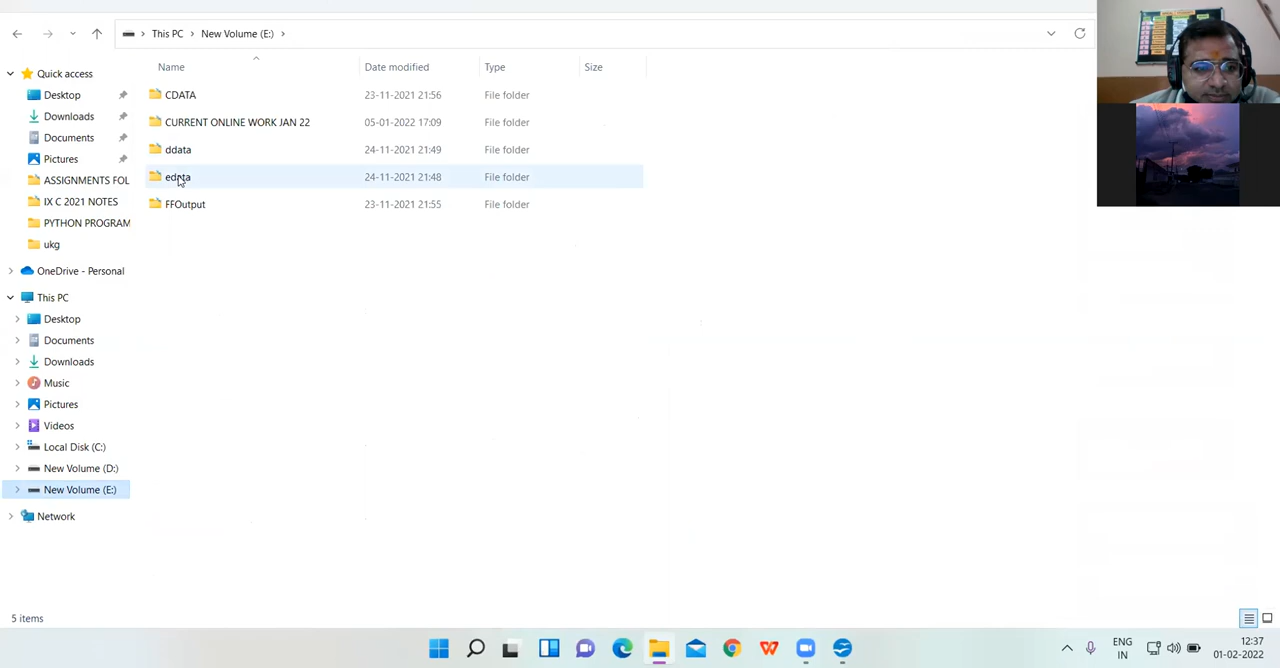 This PC > New Volume (E:) >
Name Date modified Type Size
Quick access
Desktop
Downloads
Documents
Pictures
ASSIGNMENTS FOL
IX C 2021 NOTES
PYTHON PROGRAM
ukg
OneDrive - Personal
This PC
Desktop
Documents
Downloads
Music
Pictures
Videos
Local Disk (C:)
New Volume (D:)
New Volume (E:)
Network
CDATA 23-11-2021 21:56 File folder
CURRENT ONLINE WORK JAN 22 05-01-2022 17:09 File folder
ddata 24-11-2021 21:49 File folder
edata 24-11-2021 21:48 File folder
FFOutput 23-11-2021 21:55 File folder
5 items
ENG
IN
12:37
01-02-2022